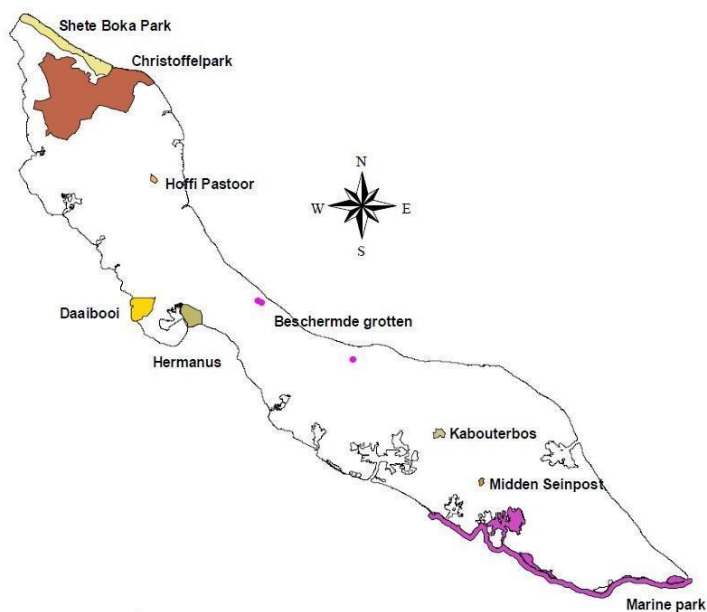 Shete Boka Park
Christoffelpark
N
Hoffi Pastoor
W
E
S
Daaibooi
Beschermde grotten
Hermanus
Kabouterbos
Midden Seinpost
Marine park